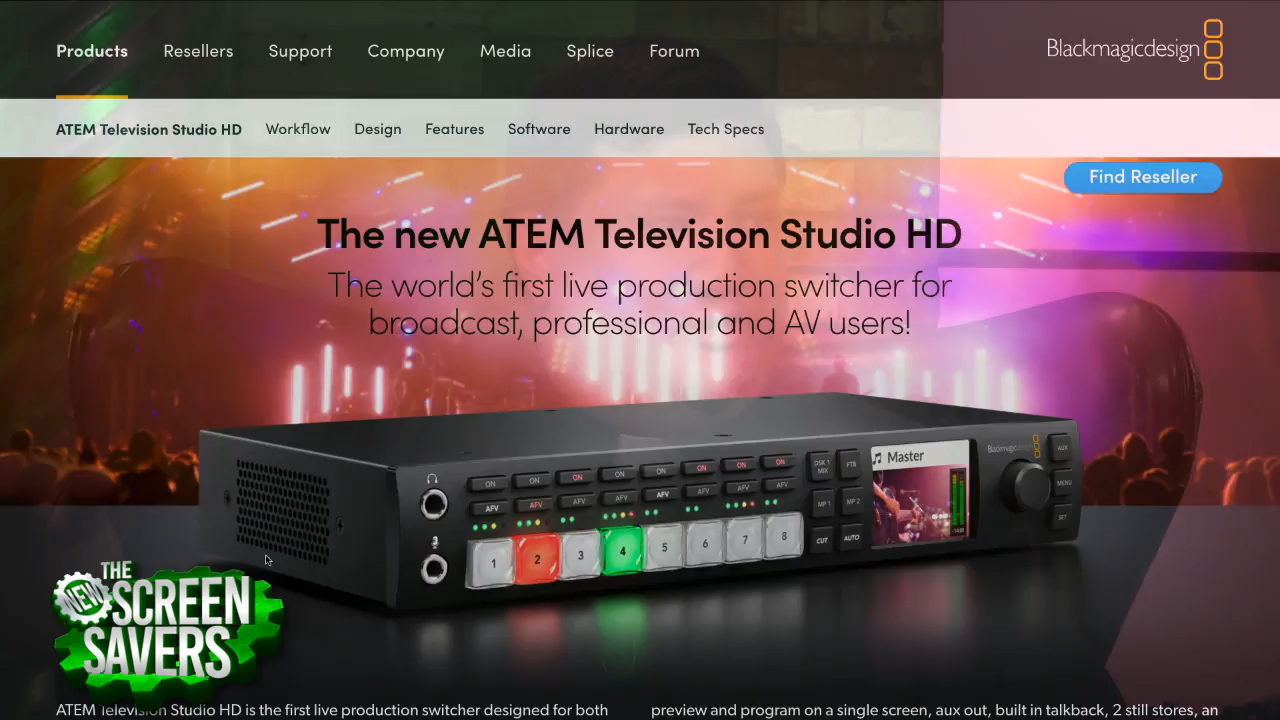 Products Resellers Support Company Media Splice Forum
Blackmagicdesign
ATEM Television Studio HD Workflow Design Features Software Hardware Tech Specs
Find Reseller
The new ATEM Television Studio HD
The world's first live production switcher for
broadcast, professional and AV users!
Master
Blackmagicdesign
ON ON ON ON ON ON ON ON
AFV AFV AFV AFV AFV AFV AFV AFV
1 2 3 4 5 6 7 8
DSK 1 MIX FTB
MP 1 MP 2
CUT AUTO
AUX
MENU
SET
THE
NEW SCREEN
SAVERS
ATEM Television Studio HD is the first live production switcher designed for both
preview and program on a single screen, aux out, built in talkback, 2 still stores, an